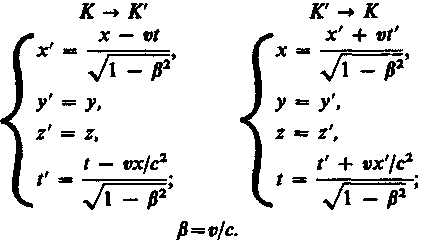 K → K′    K′ → K
x′ = (x − vt)/√(1 − β²),    x = (x′ + vt′)/√(1 − β²),
y′ = y,    y = y′,
z′ = z,    z = z′,
t′ = (t − vx/c²)/√(1 − β²);    t = (t′ + vx′/c²)/√(1 − β²);
β = v/c.